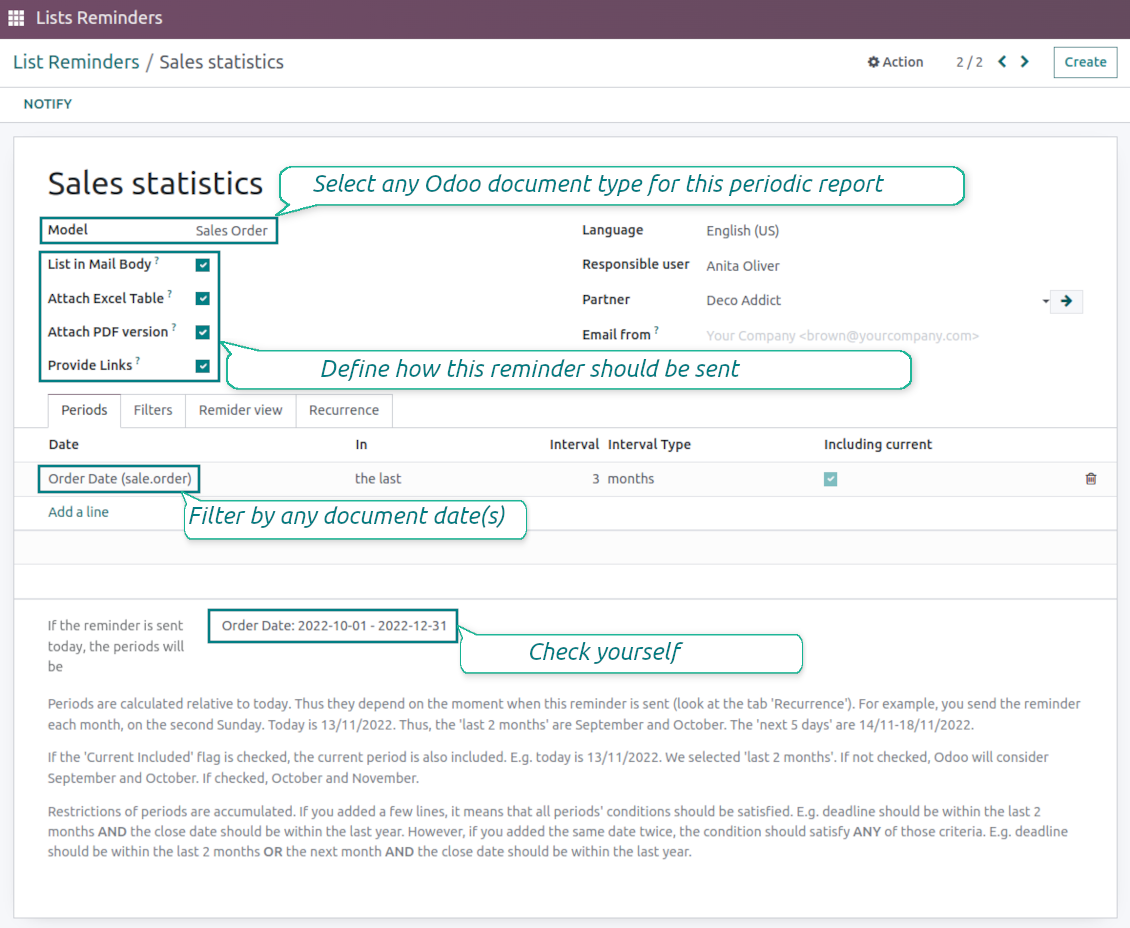 Lists Reminders
List Reminders / Sales statistics
Action
2 / 2
Create
NOTIFY
Sales statistics
Select any Odoo document type for this periodic report
Model Sales Order
List in Mail Body ?
Attach Excel Table ?
Attach PDF version ?
Provide Links ?
Language English (US)
Responsible user Anita Oliver
Partner Deco Addict
Email from ? Your Company <brown@yourcompany.com>
Define how this reminder should be sent
Periods Filters Remider view Recurrence
Date In Interval Interval Type Including current
Order Date (sale.order) the last 3 months
Add a line
Filter by any document date(s)
If the reminder is sent
today, the periods will
be
Order Date: 2022-10-01 - 2022-12-31
Check yourself
Periods are calculated relative to today. Thus they depend on the moment when this reminder is sent (look at the tab 'Recurrence'). For example, you send the reminder
each month, on the second Sunday. Today is 13/11/2022. Thus, the 'last 2 months' are September and October. The 'next 5 days' are 14/11-18/11/2022.
If the 'Current Included' flag is checked, the current period is also included. E.g. today is 13/11/2022. We selected 'last 2 months'. If not checked, Odoo will consider
September and October. If checked, October and November.
Restrictions of periods are accumulated. If you added a few lines, it means that all periods' conditions should be satisfied. E.g. deadline should be within the last 2
months AND the close date should be within the last year. However, if you added the same date twice, the condition should satisfy ANY of those criteria. E.g. deadline
should be within the last 2 months OR the next month AND the close date should be within the last year.